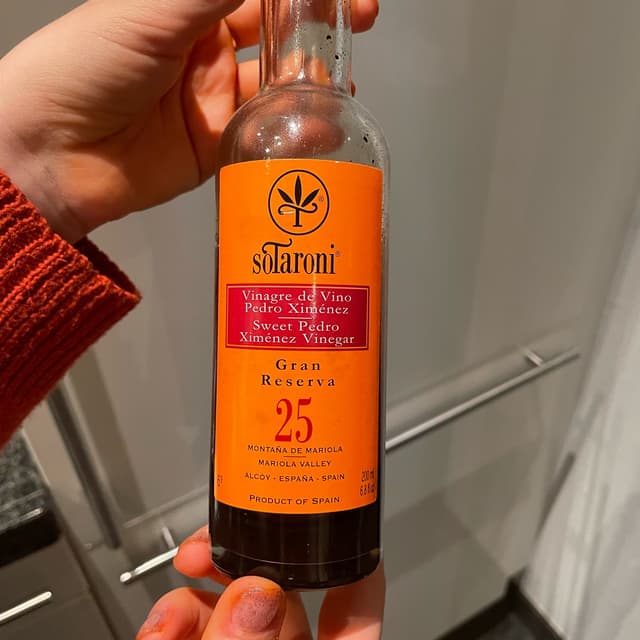 soTaroni®
Vinagre de Vino
Pedro Ximénez
Sweet Pedro
Ximénez Vinegar
Gran
Reserva
25
MONTAÑA DE MARIOLA
MARIOLA VALLEY
ALCOY - ESPAÑA - SPAIN
200 ml
PRODUCT OF SPAIN